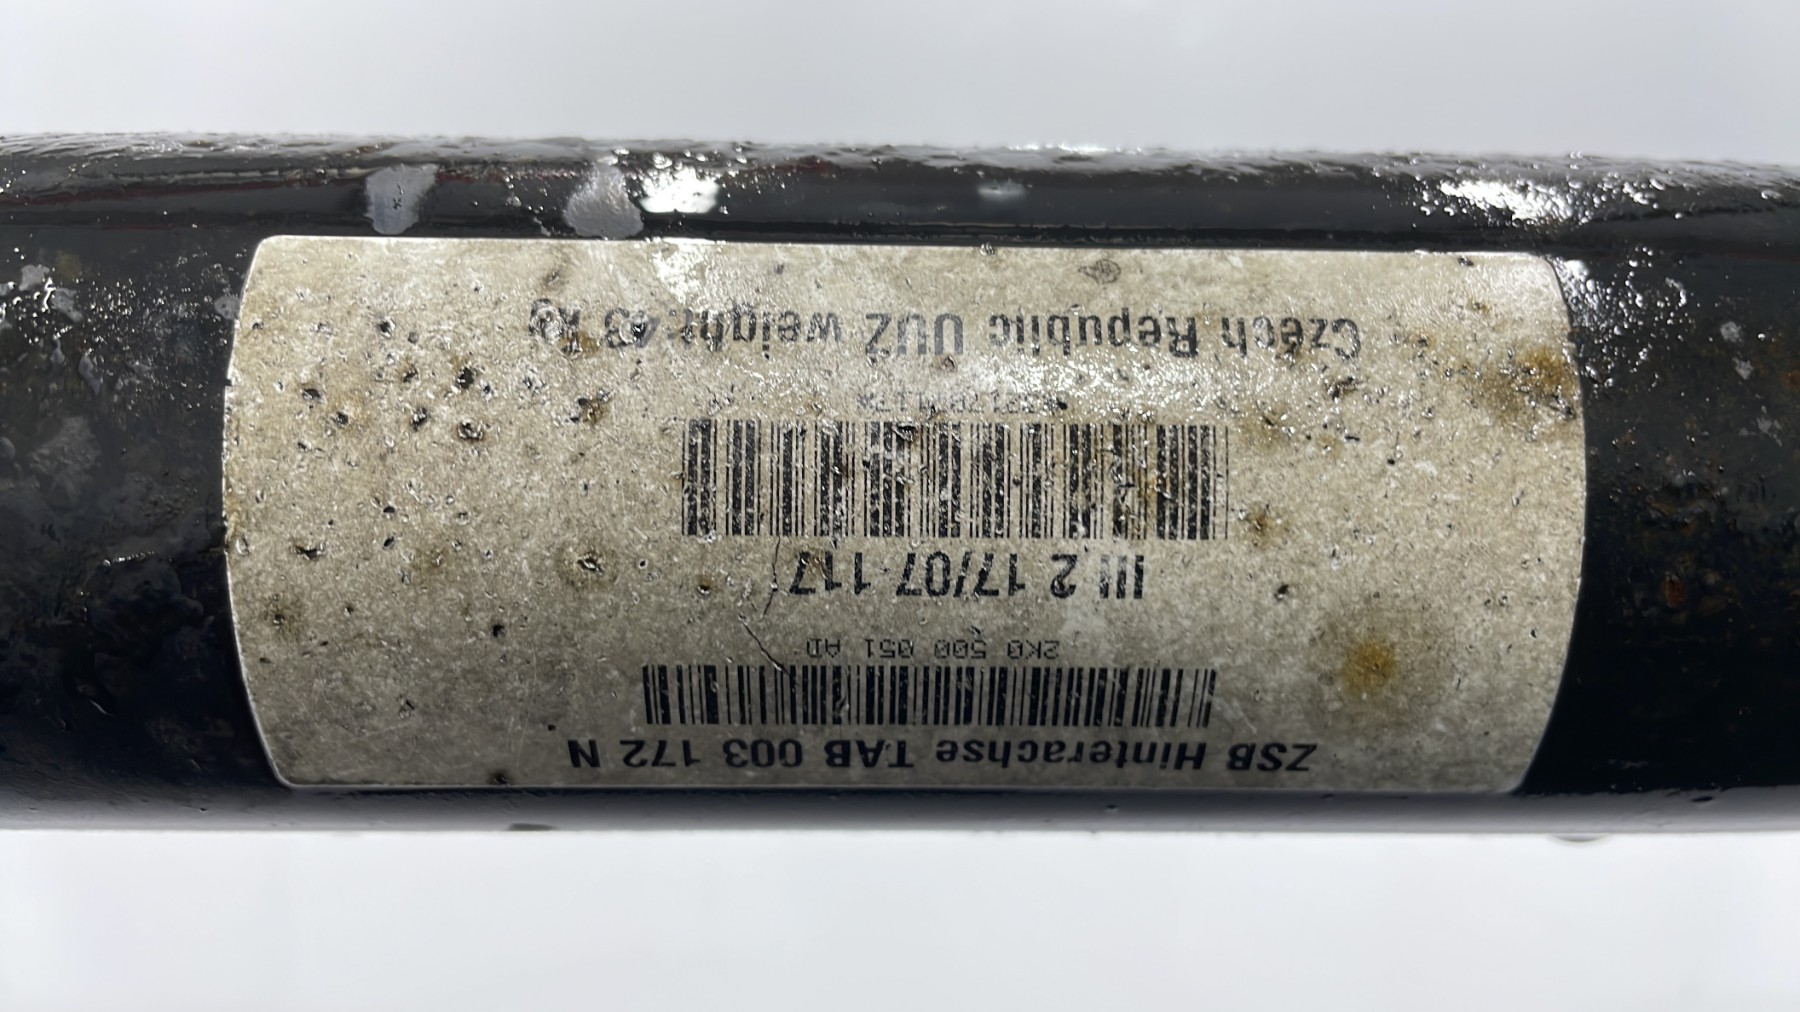 ZSB Hinterachse TAB 003 172 N
2K0 500 051 AD
III 2 17/07 117
Czech Republic UUZ weight:43 kg